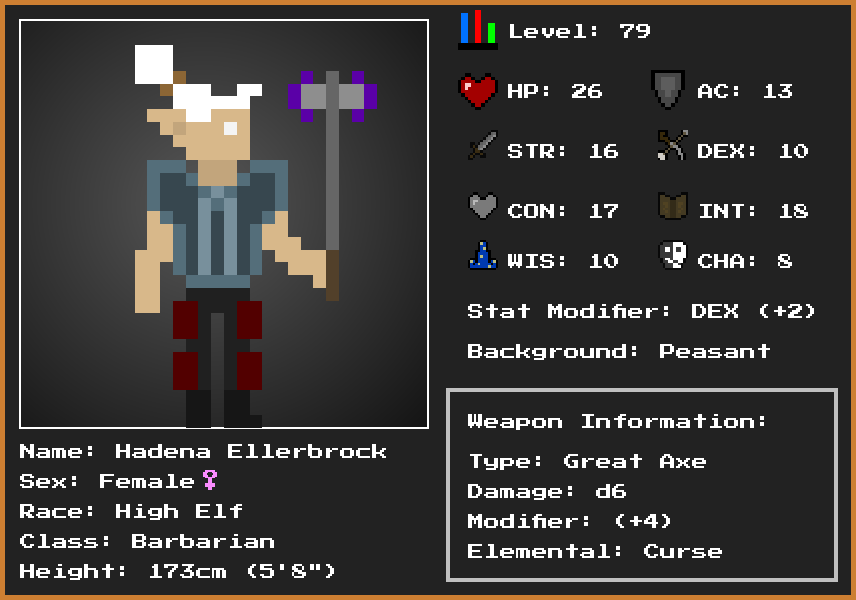 Level: 79
HP: 26
AC: 13
STR: 16
DEX: 10
CON: 17
INT: 18
WIS: 10
CHA: 8
Stat Modifier: DEX (+2)
Background: Peasant
Weapon Information:
Type: Great Axe
Damage: d6
Modifier: (+4)
Elemental: Curse
Name: Hadena Ellerbrock
Sex: Female♀
Race: High Elf
Class: Barbarian
Height: 173cm (5'8")